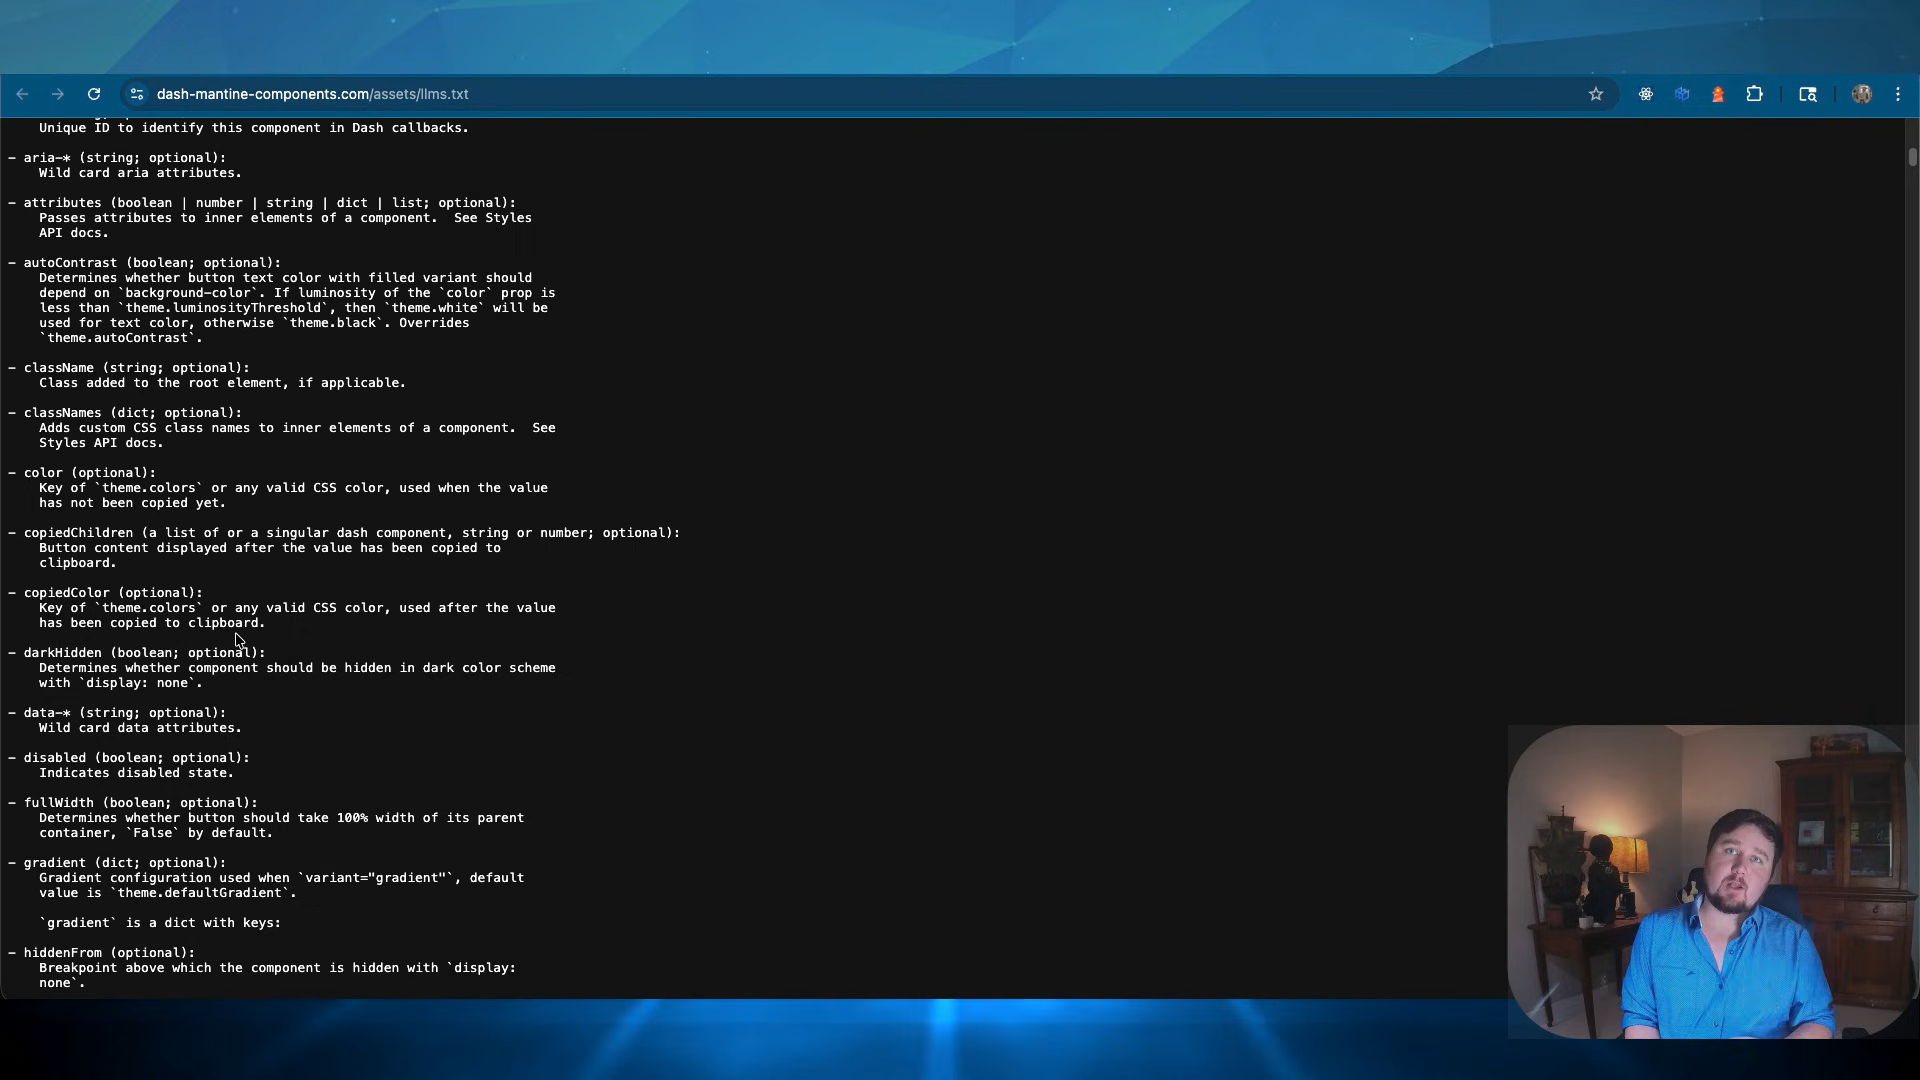 dash-mantine-components.com/assets/llms.txt
Unique ID to identify this component in Dash callbacks.
- aria-* (string; optional):
Wild card aria attributes.
- attributes (boolean | number | string | dict | list; optional):
Passes attributes to inner elements of a component.  See Styles
API docs.
- autoContrast (boolean; optional):
Determines whether button text color with filled variant should
depend on `background-color`. If luminosity of the `color` prop is
less than `theme.luminosityThreshold`, then `theme.white` will be
used for text color, otherwise `theme.black`. Overrides
`theme.autoContrast`.
- className (string; optional):
Class added to the root element, if applicable.
- classNames (dict; optional):
Adds custom CSS class names to inner elements of a component.  See
Styles API docs.
- color (optional):
Key of `theme.colors` or any valid CSS color, used when the value
has not been copied yet.
- copiedChildren (a list of or a singular dash component, string or number; optional):
Button content displayed after the value has been copied to
clipboard.
- copiedColor (optional):
Key of `theme.colors` or any valid CSS color, used after the value
has been copied to clipboard.
- darkHidden (boolean; optional):
Determines whether component should be hidden in dark color scheme
with `display: none`.
- data-* (string; optional):
Wild card data attributes.
- disabled (boolean; optional):
Indicates disabled state.
- fullWidth (boolean; optional):
Determines whether button should take 100% width of its parent
container, `False` by default.
- gradient (dict; optional):
Gradient configuration used when `variant="gradient"`, default
value is `theme.defaultGradient`.
`gradient` is a dict with keys:
- hiddenFrom (optional):
Breakpoint above which the component is hidden with `display:
none`.